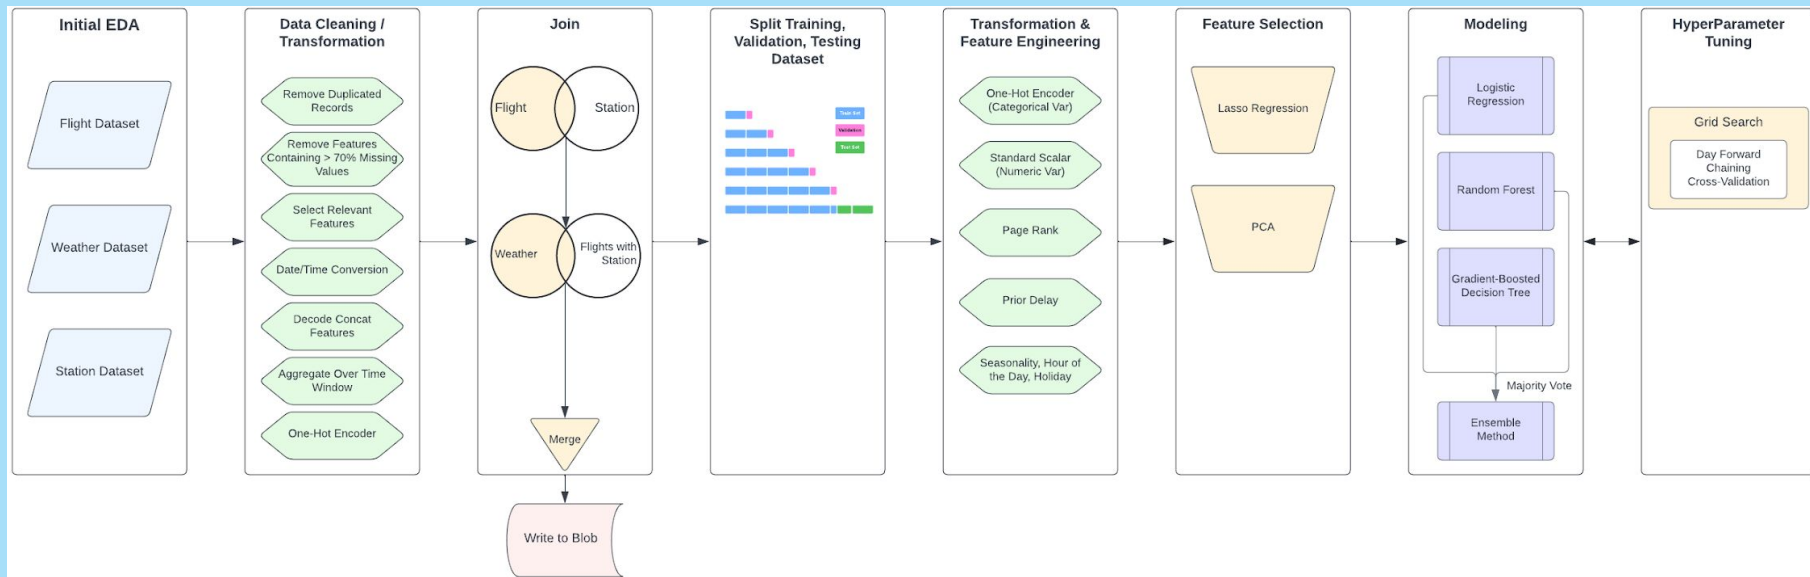 Initial EDA
Flight Dataset
Weather Dataset
Station Dataset
Data Cleaning /
Transformation
Remove Duplicated
Records
Remove Features
Containing > 70% Missing
Values
Select Relevant
Features
Date/Time Conversion
Decode Concat
Features
Aggregate Over Time
Window
One-Hot Encoder
Join
Flight
Station
Weather
Flights with
Station
Merge
Write to Blob
Split Training,
Validation, Testing
Dataset
Train Set
Validation
Test Set
Transformation &
Feature Engineering
One-Hot Encoder
(Categorical Var)
Standard Scalar
(Numeric Var)
Page Rank
Prior Delay
Seasonality, Hour of
the Day, Holiday
Feature Selection
Lasso Regression
PCA
Modeling
Logistic
Regression
Random Forest
Gradient-Boosted
Decision Tree
Majority Vote
Ensemble
Method
HyperParameter
Tuning
Grid Search
Day Forward
Chaining
Cross-Validation